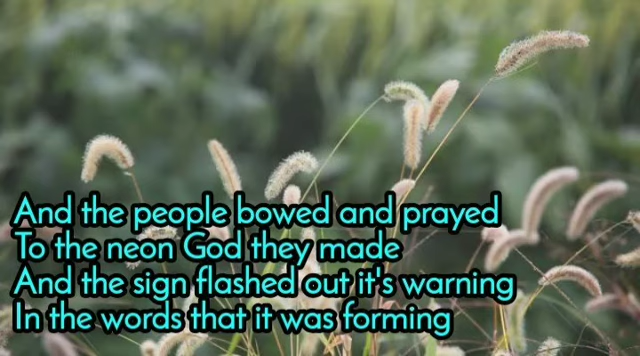 And the people bowed and prayed
To the neon God they made
And the sign flashed out it's warning
In the words that it was forming